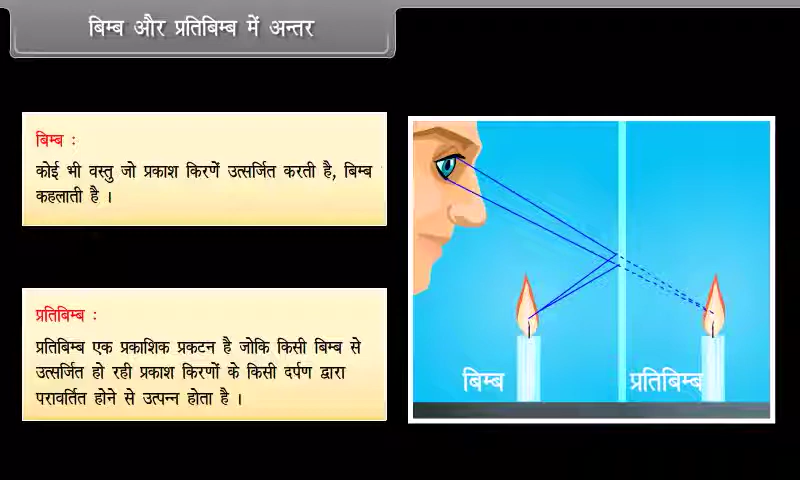 बिम्ब और प्रतिबिम्ब में अन्तर
बिम्ब :
कोई भी वस्तु जो प्रकाश किरणें उत्सर्जित करती है, बिम्ब
कहलाती है ।
प्रतिबिम्ब :
प्रतिबिम्ब एक प्रकाशिक प्रकटन है जोकि किसी बिम्ब से
उत्सर्जित हो रही प्रकाश किरणों के किसी दर्पण द्वारा
परावर्तित होने से उत्पन्न होता है ।
बिम्ब
प्रतिबिम्ब